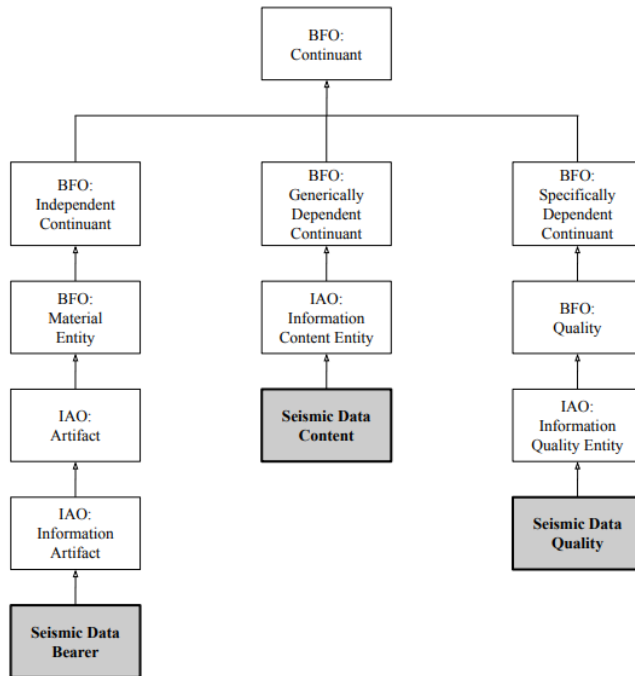 BFO:
Continuant
BFO:
Independent
Continuant
BFO:
Generically
Dependent
Continuant
BFO:
Specifically
Dependent
Continuant
BFO:
Material
Entity
IAO:
Information
Content Entity
BFO:
Quality
IAO:
Artifact
Seismic Data
Content
IAO:
Information
Quality Entity
IAO:
Information
Artifact
Seismic Data
Quality
Seismic Data
Bearer